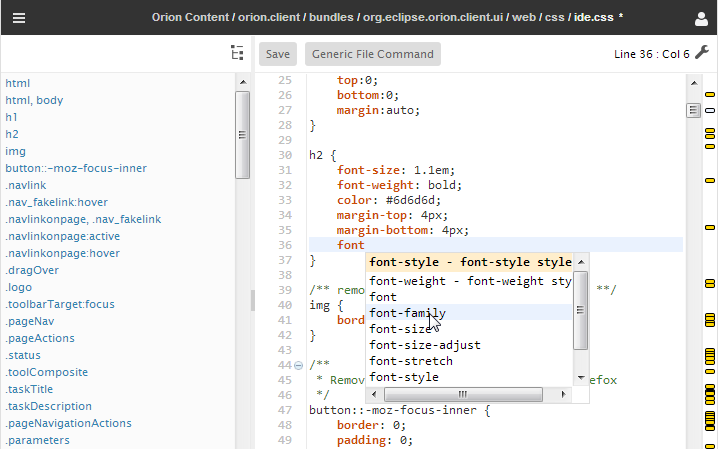 Orion Content / orion.client / bundles / org.eclipse.orion.client.ui / web / css / ide.css *
Save
Generic File Command
Line 36 : Col 6
html
html, body
h1
h2
img
button::-moz-focus-inner
.navlink
.nav_fakelink:hover
.navlinkonpage, .nav_fakelink
.navlinkonpage:active
.navlinkonpage:hover
.dragOver
.logo
.toolbarTarget:focus
.pageNav
.pageActions
.status
.toolComposite
.taskTitle
.taskDescription
.pageNavigationActions
.parameters
25 top:0;
26 bottom:0;
27 margin:auto;
28 }
29
30 h2 {
31 font-size: 1.1em;
32 font-weight: bold;
33 color: #6d6d6d;
34 margin-top: 4px;
35 margin-bottom: 4px;
36 font
37 }
38
39 /** remo **/
40 img {
41 bord
42 }
43
44 /**
45 * Remov efox
46 */
47 button::-moz-focus-inner {
48 border: 0;
49 padding: 0;
font-style - font-style style
font-weight - font-weight sty
font
font-family
font-size
font-size-adjust
font-stretch
font-style